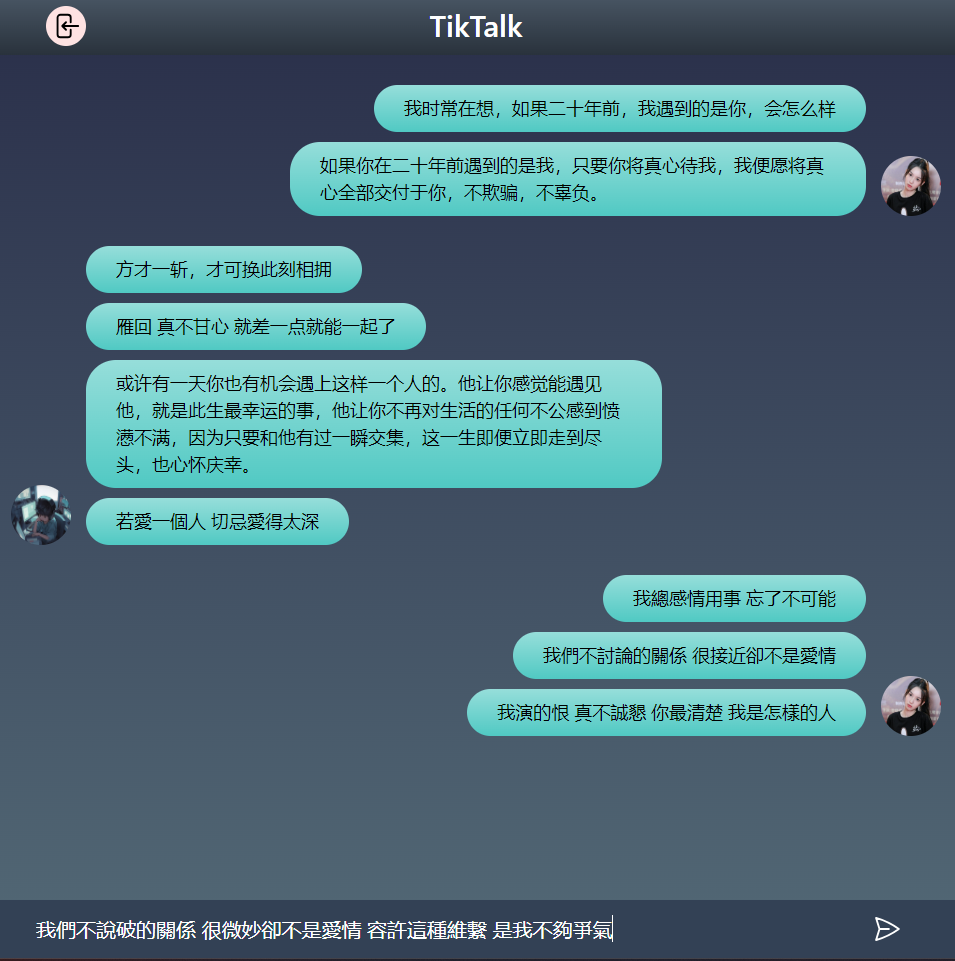 TikTalk
我时常在想，如果二十年前，我遇到的是你，会怎么样
如果你在二十年前遇到的是我，只要你将真心待我，我便愿将真
心全部交付于你，不欺骗，不辜负。
方才一斩，才可换此刻相拥
雁回 真不甘心 就差一点就能一起了
或许有一天你也有机会遇上这样一个人的。他让你感觉能遇见
他，就是此生最幸运的事，他让你不再对生活的任何不公感到愤
懑不满，因为只要和他有过一瞬交集，这一生即便立即走到尽
头，也心怀庆幸。
若愛一個人 切忌愛得太深
我總感情用事 忘了不可能
我們不討論的關係 很接近卻不是愛情
我演的恨 真不誠懇 你最清楚 我是怎樣的人
我們不說破的關係 很微妙卻不是愛情 容許這種維繫 是我不夠爭氣